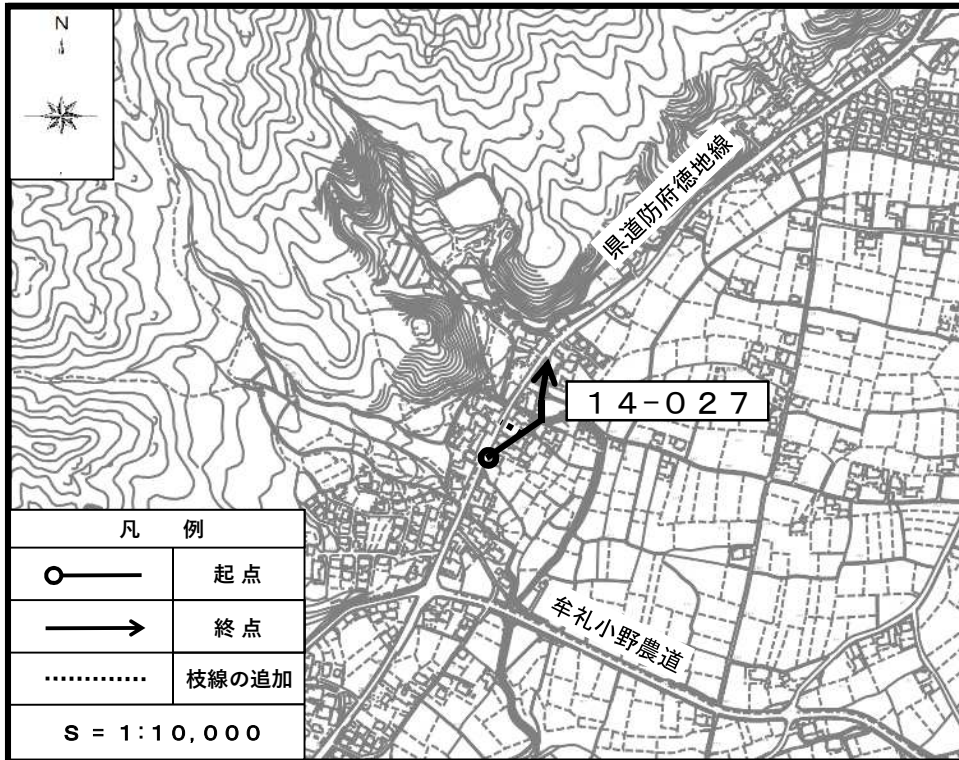 N
県道防府徳地線
14-027
牟礼小野農道
凡 例
起点
終点
枝線の追加
S = 1:10,000